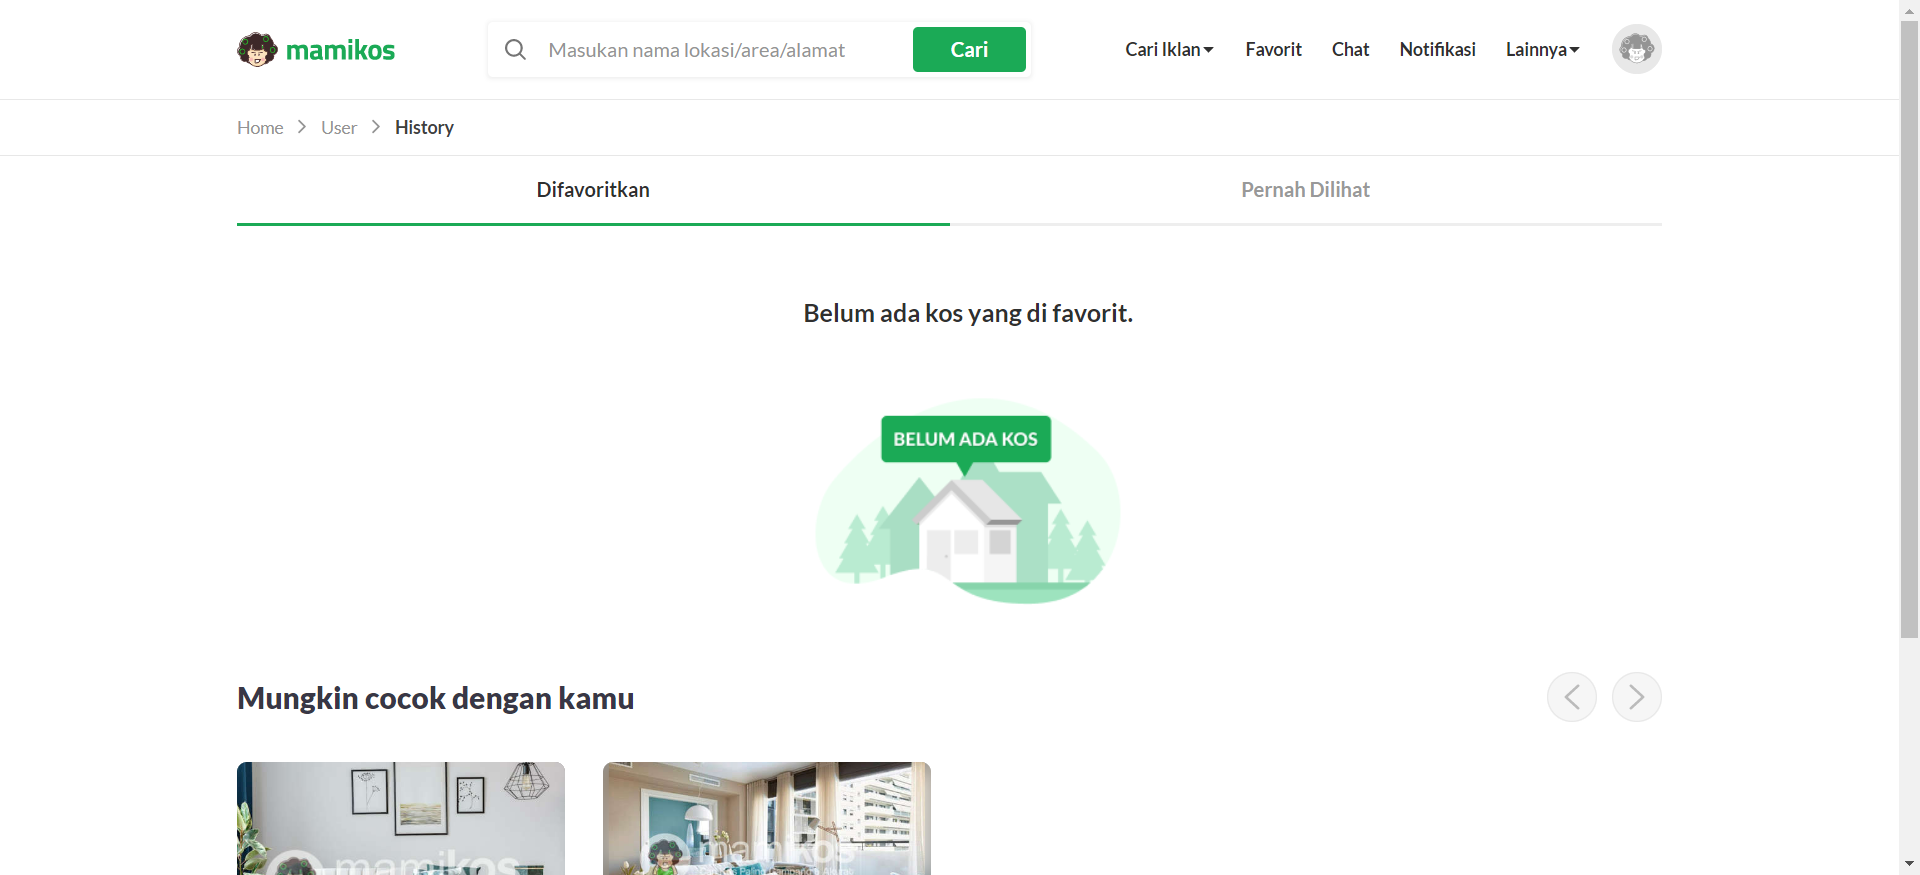 mamikos
Masukan nama lokasi/area/alamat
Cari
Cari Iklan
Favorit
Chat
Notifikasi
Lainnya
Home
User
History
Difavoritkan
Pernah Dilihat
Belum ada kos yang di favorit.
BELUM ADA KOS
Mungkin cocok dengan kamu
mamikos
mamikos